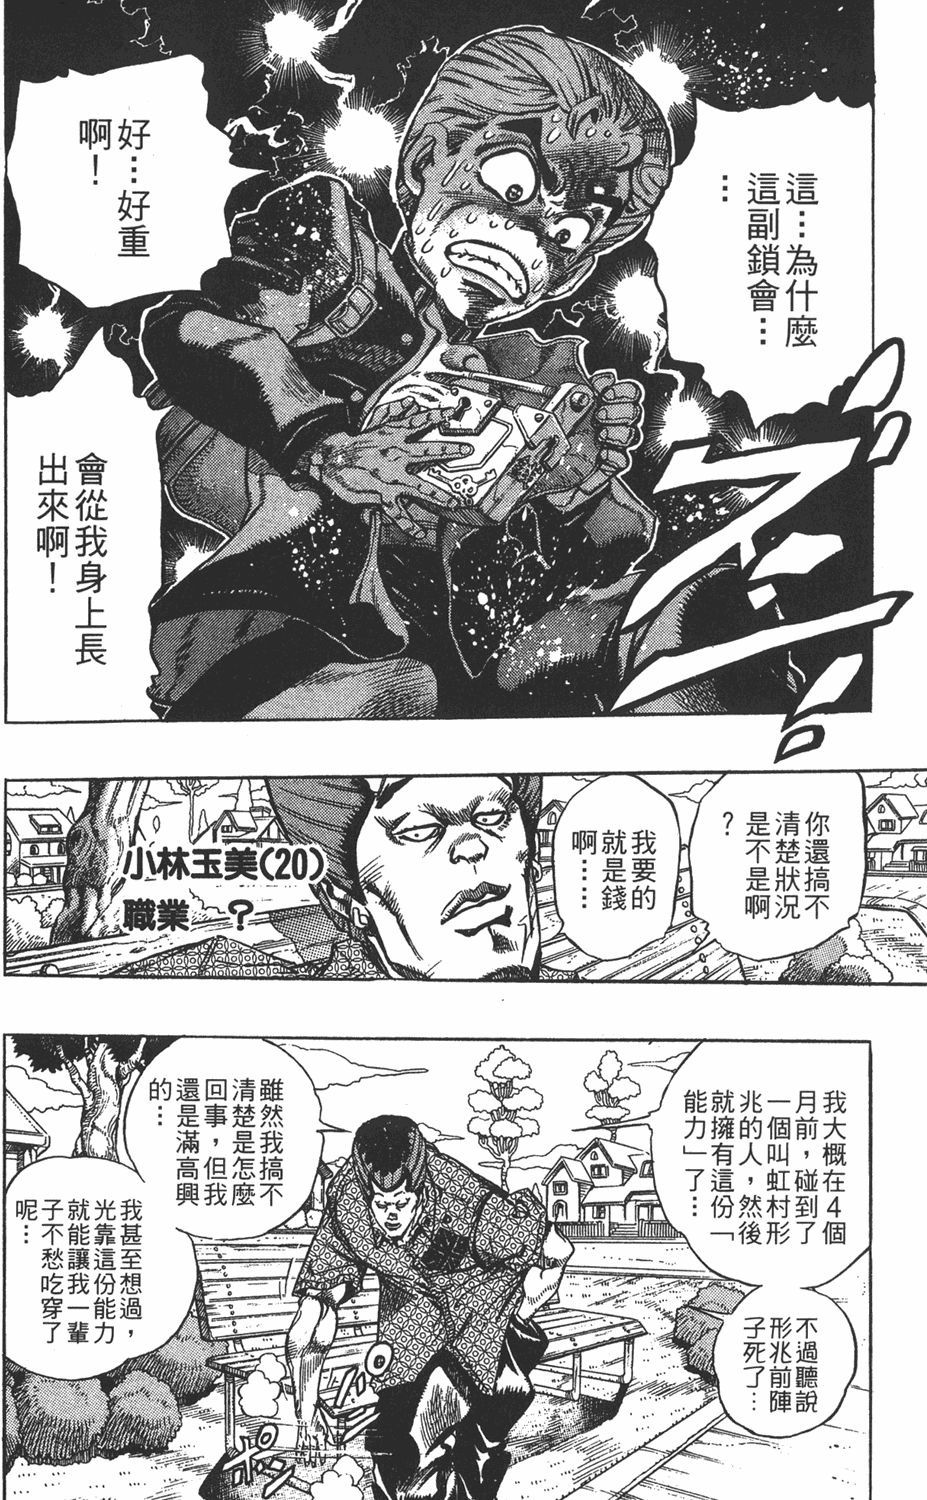 這…為什麼
這副鎖會…
…
好…好重
啊！
會從我身上長
出來啊！
ズン！
你還搞不
清楚狀況
是不是啊
？
我要的
就是錢
啊……
小林玉美(20)
職業　？
我大概在4個
月前，碰到了
一個叫虹村形
兆的人，然後
就擁有這份「
能力」了…
不過聽說
形兆前陣
子死了…
雖然我搞不
清楚是怎麼
回事，但我
還是滿高興
的…
我甚至想過，
光靠這份能力
就能讓我一輩
子不愁吃穿了
呢…
パン
ポン